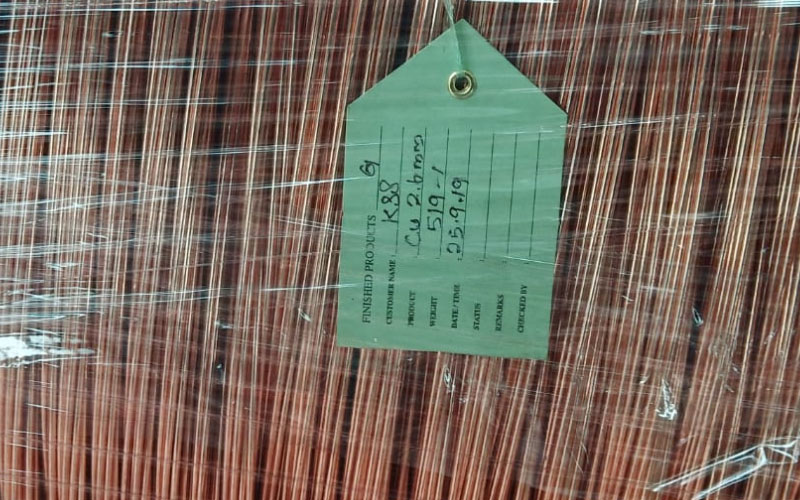 FINISHED PRODUCTS
CUSTOMER NAME K38
PRODUCT Cu 2.6mm
WEIGHT 519-1
DATE/TIME 25.9.19
STATUS
REMARKS
CHECKED BY